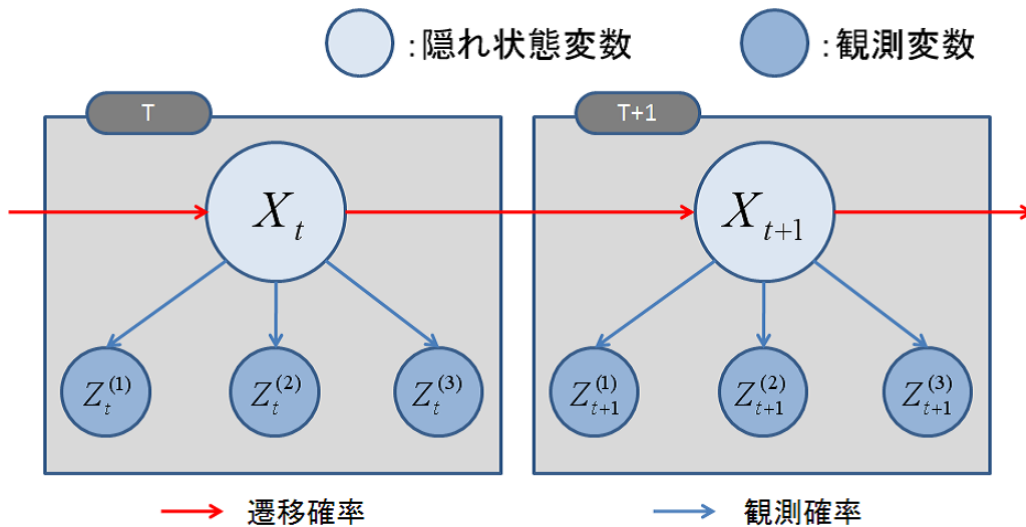 :隠れ状態変数 :観測変数
T T+1
X_t X_{t+1}
Z_t^{(1)} Z_t^{(2)} Z_t^{(3)} Z_{t+1}^{(1)} Z_{t+1}^{(2)} Z_{t+1}^{(3)}
遷移確率 観測確率